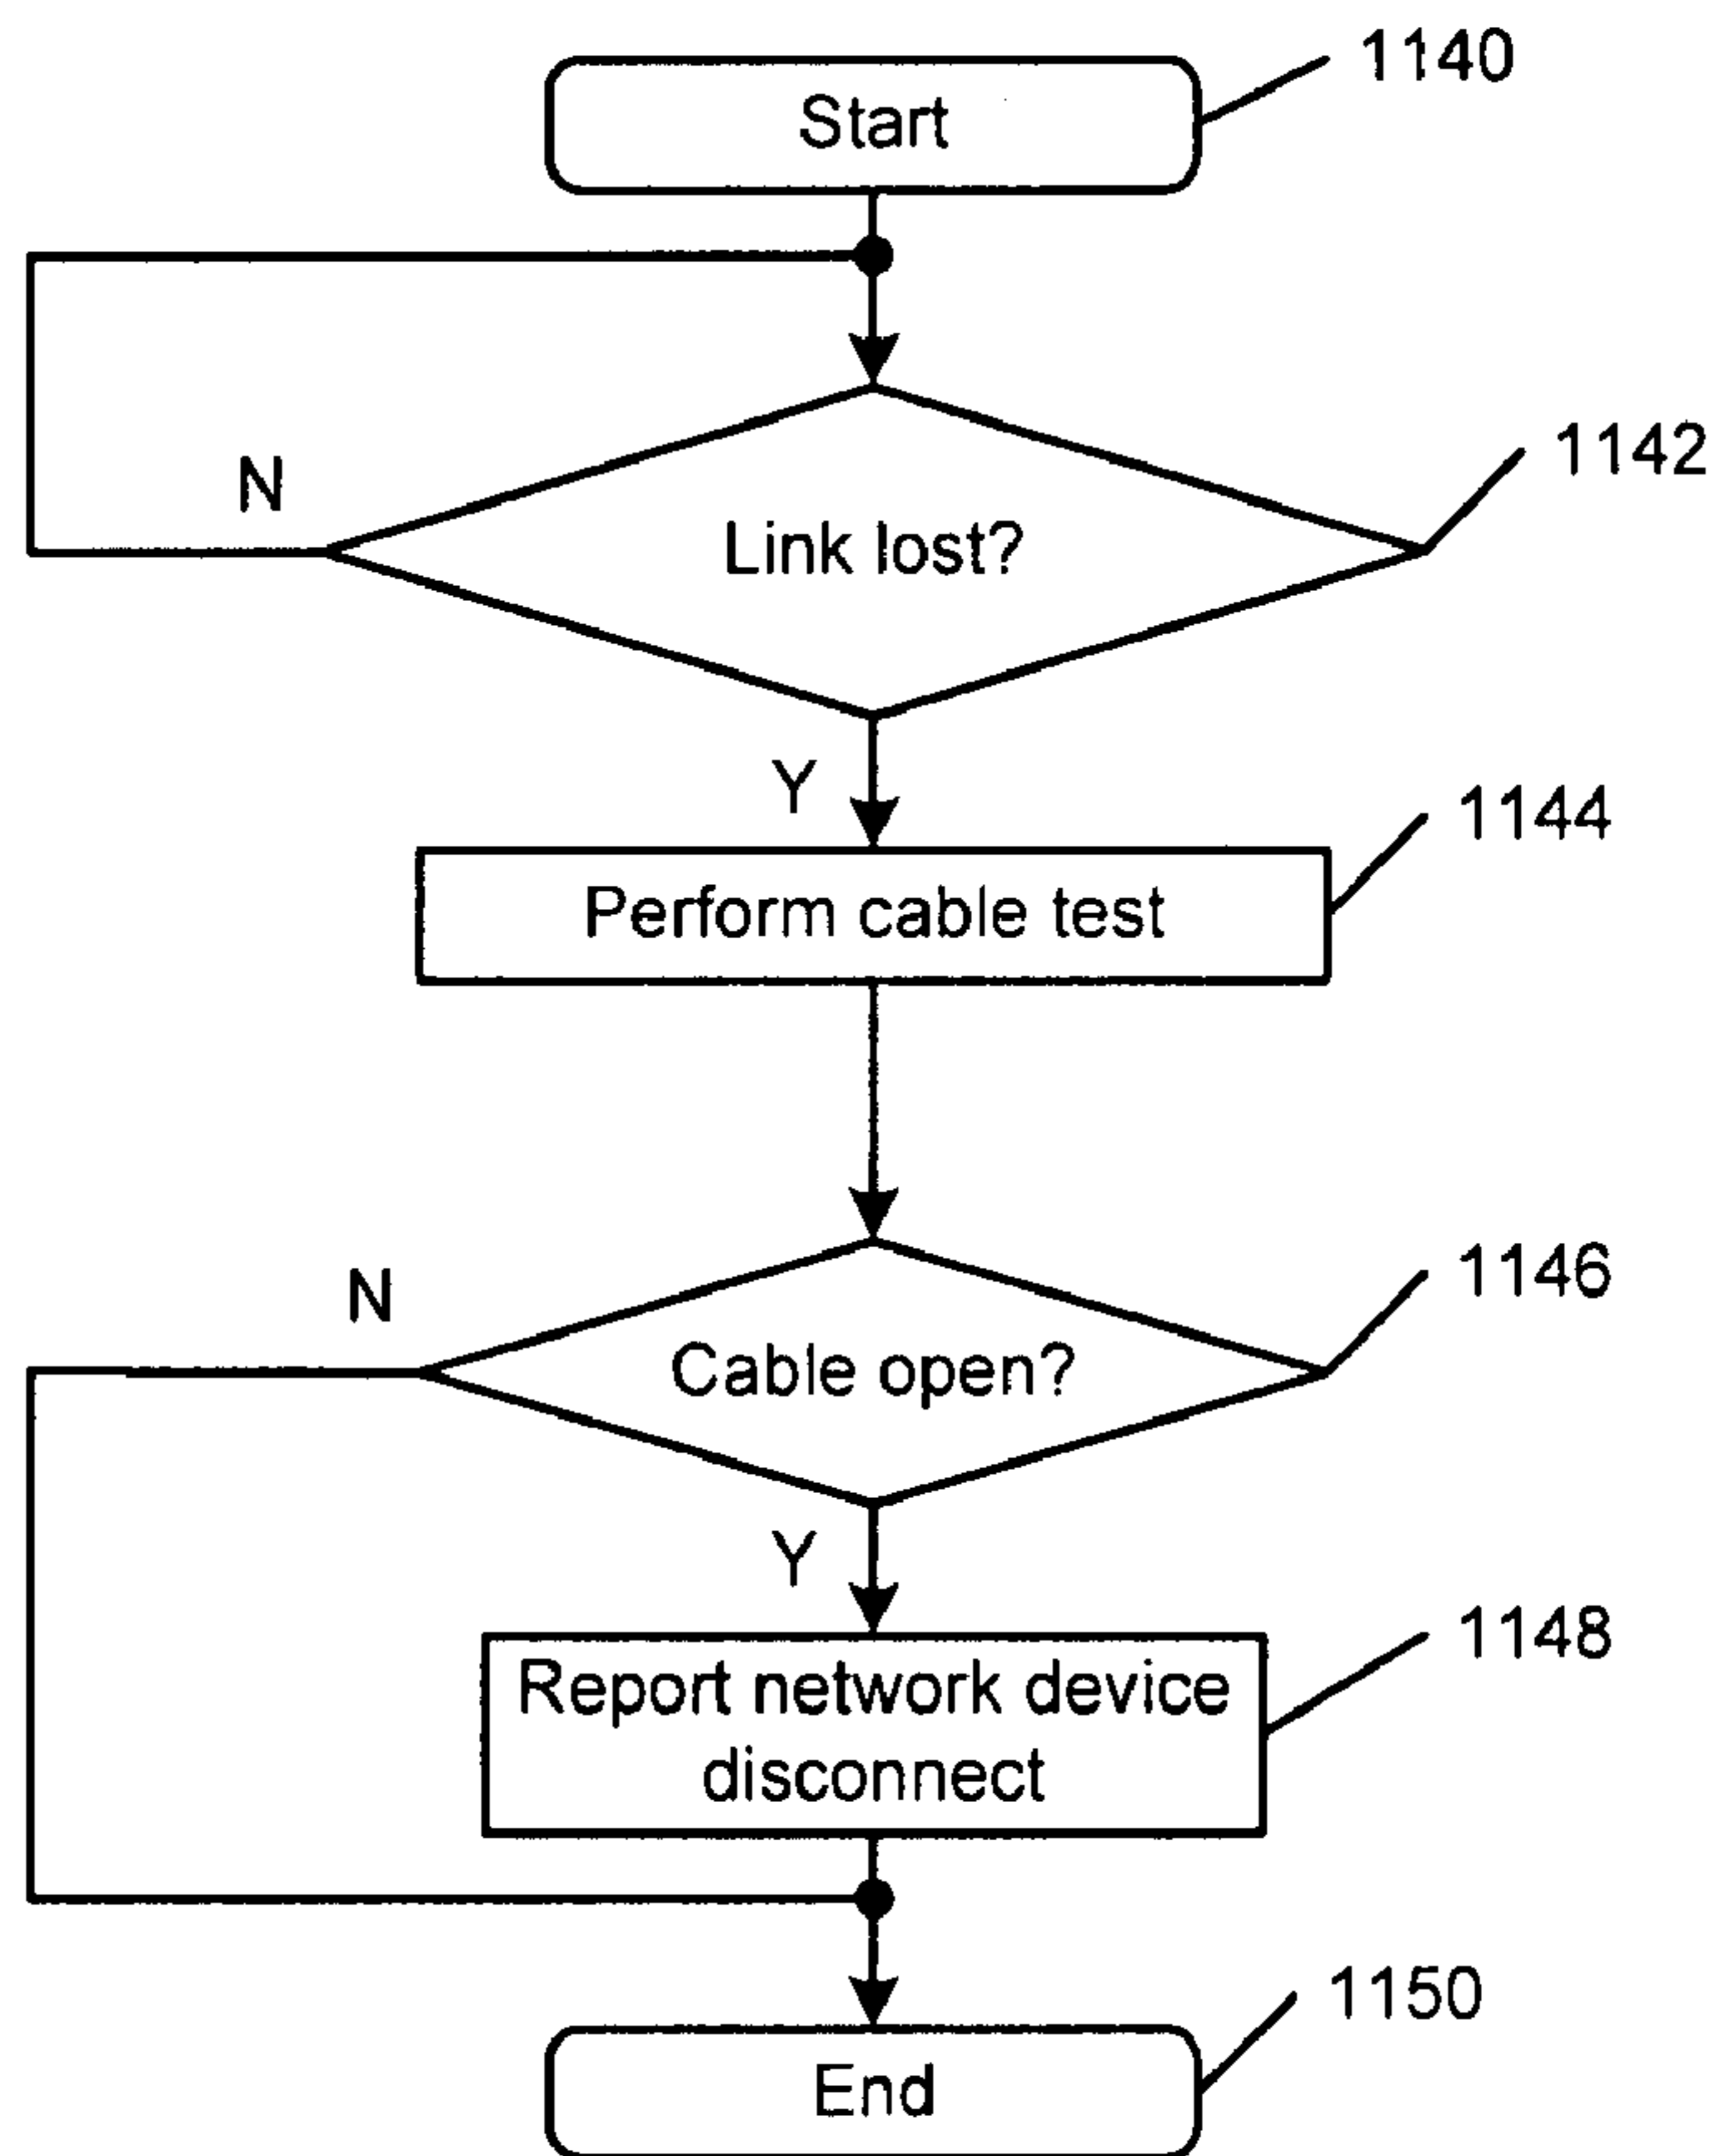 Start
1140
N
Link lost?
1142
Y
Perform cable test
1144
N
Cable open?
1146
Y
Report network device
disconnect
1148
End
1150